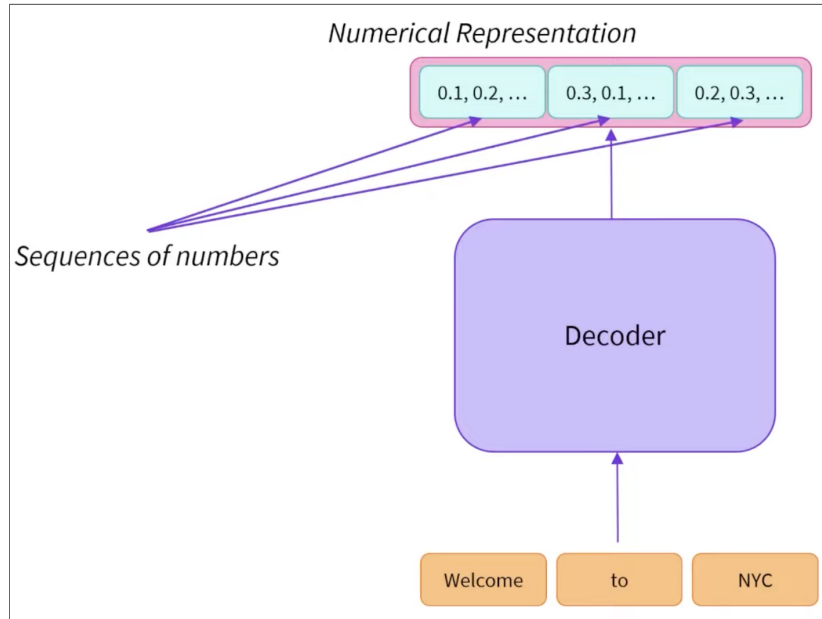 Numerical Representation
0.1, 0.2, … 0.3, 0.1, … 0.2, 0.3, …
Sequences of numbers
Decoder
Welcome to NYC